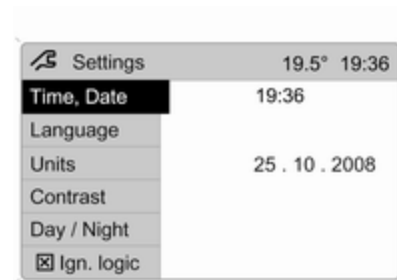 Settings 19.5° 19:36
Time, Date 19:36
Language
Units 25 . 10 . 2008
Contrast
Day / Night
Ign. logic